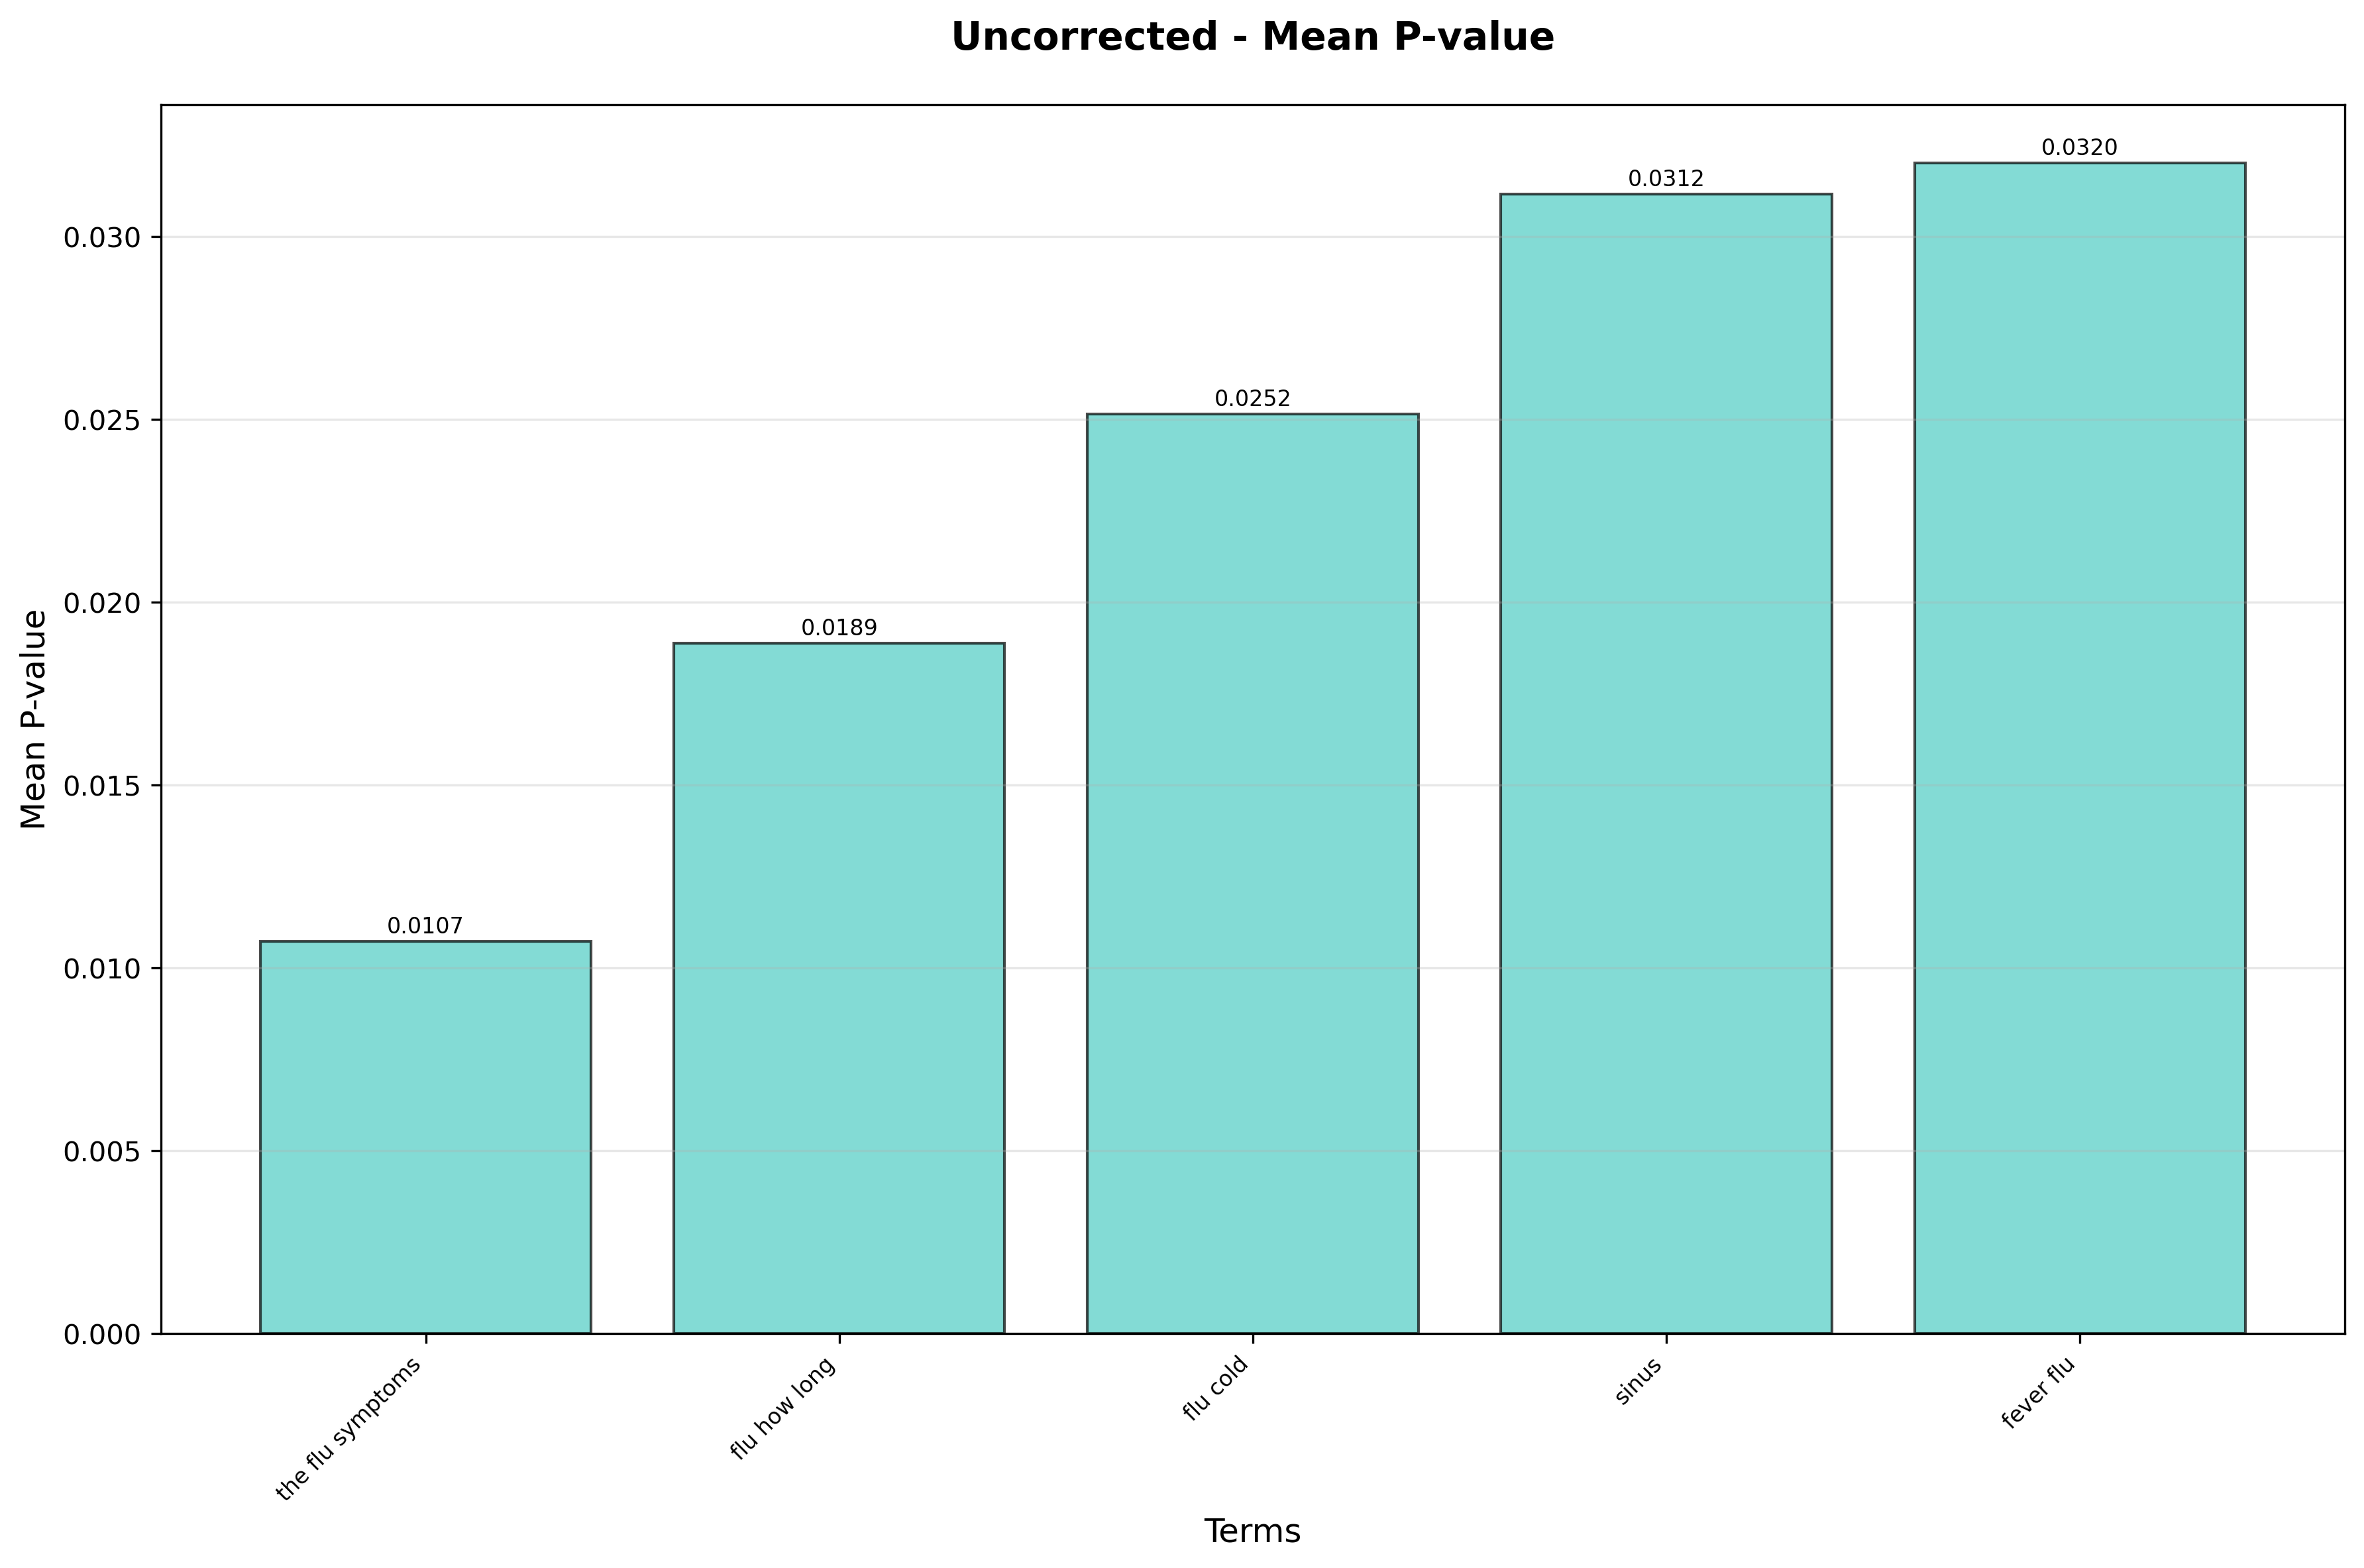 Uncorrected - Mean P-value
Mean P-value
0.030
0.025
0.020
0.015
0.010
0.005
0.000
0.0107
0.0189
0.0252
0.0312
0.0320
the flu symptoms
flu how long
flu cold
sinus
fever flu
Terms